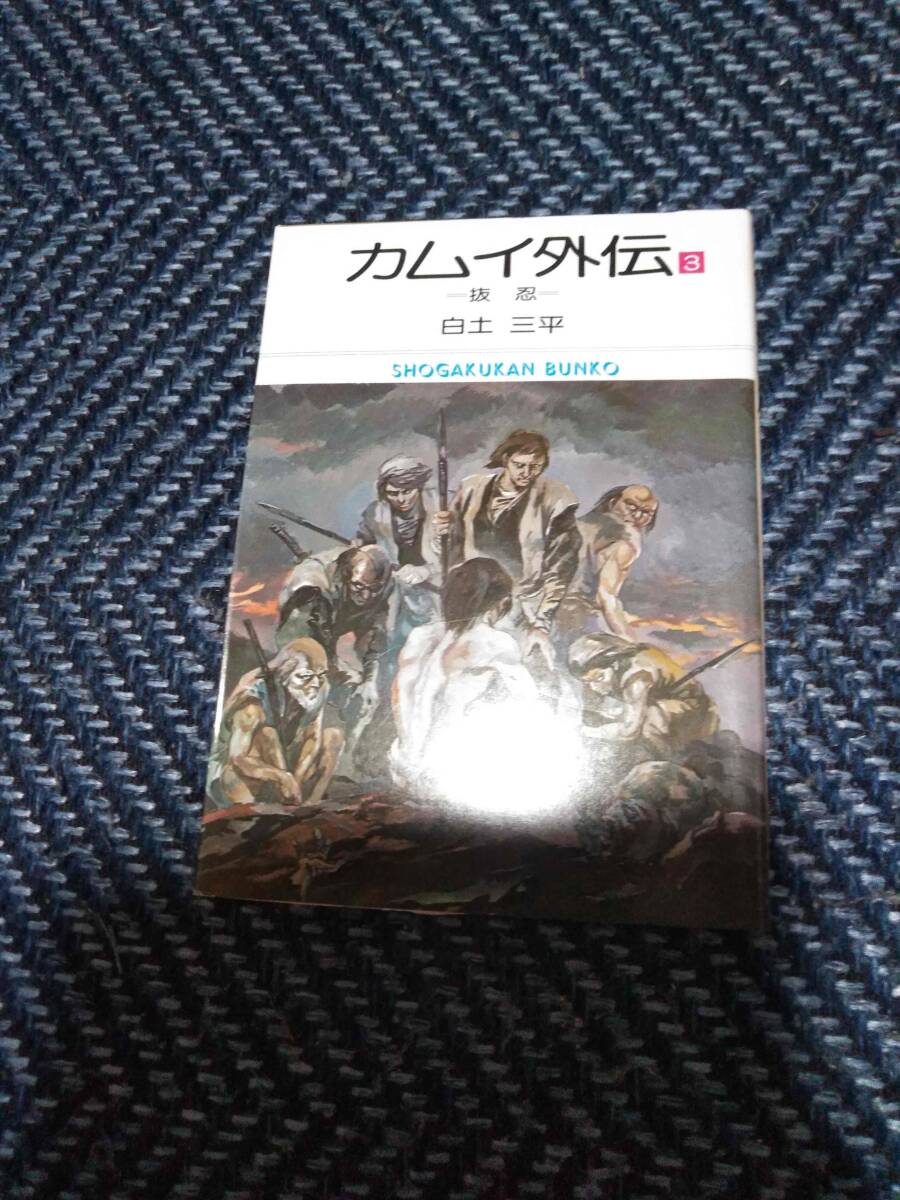 カムイ外伝 3
=抜 忍=
白土 三平
SHOGAKUKAN BUNKO